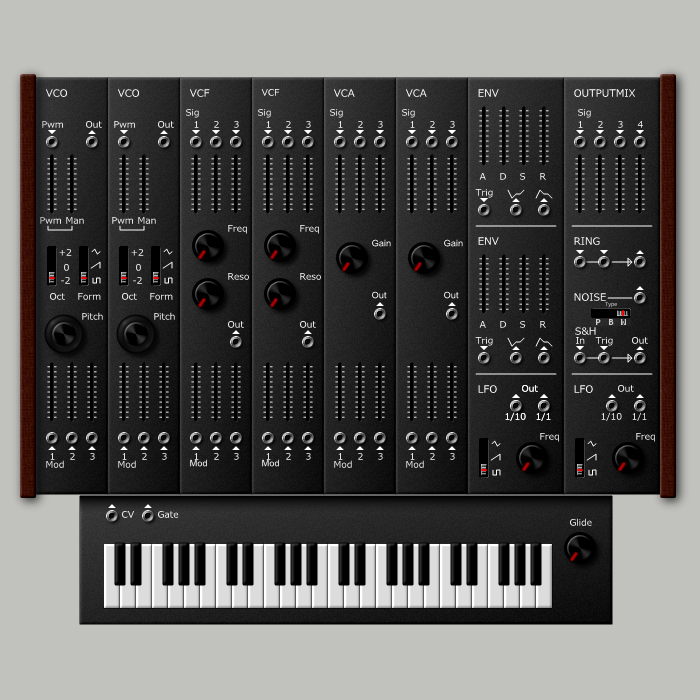 VCO VCO VCF VCF VCA VCA ENV OUTPUTMIX
Sig Sig Sig Sig Sig
Pwm Out Pwm Out 1 2 3 1 2 3 1 2 3 1 2 3 1 2 3 4
A D S R
Trig
Pwm Man Pwm Man
Freq Freq
ENV RING
Gain Gain
+2 +2
0 0
-2 -2
Reso Reso
Oct Form Oct Form
Out Out
NOISE
Type
Pitch Pitch
P B W
A D S R
Out Out
S&H
Trig
In Trig Out
LFO Out LFO Out
1/10 1/1 1/10 1/1
Freq Freq
1 2 3 1 2 3 1 2 3 1 2 3 1 2 3 1 2 3
Mod Mod Mod Mod Mod Mod
CV Gate
Glide